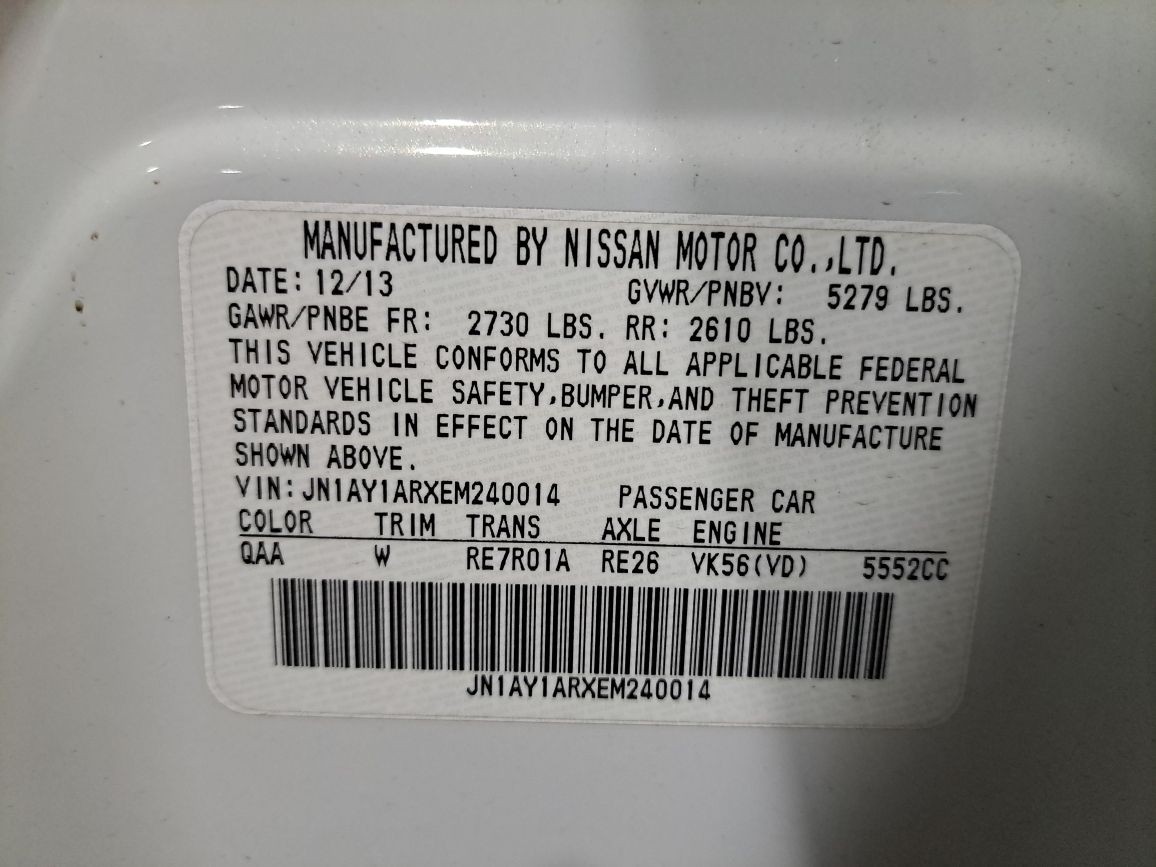 MANUFACTURED BY NISSAN MOTOR CO.,LTD.
DATE: 12/13 GVWR/PNBV: 5279 LBS.
GAWR/PNBE FR: 2730 LBS. RR: 2610 LBS.
THIS VEHICLE CONFORMS TO ALL APPLICABLE FEDERAL
MOTOR VEHICLE SAFETY,BUMPER,AND THEFT PREVENTION
STANDARDS IN EFFECT ON THE DATE OF MANUFACTURE
SHOWN ABOVE.
VIN:JN1AY1ARXEM240014 PASSENGER CAR
COLOR TRIM TRANS AXLE ENGINE
QAA W RE7R01A RE26 VK56(VD) 5552CC
JN1AY1ARXEM240014